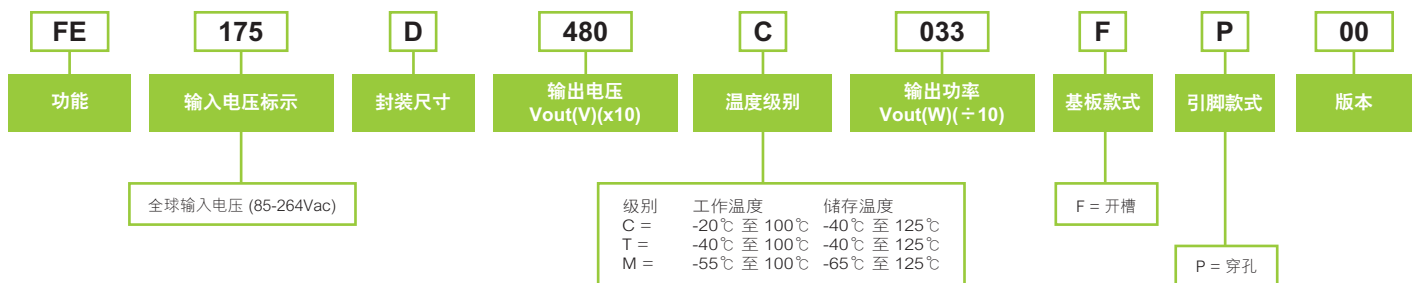 FE 175 D 480 C 033 F P 00
功能 输入电压标示 封装尺寸 输出电压 Vout(V)(x10) 温度级别 输出功率 Vout(W)(÷10) 基板款式 引脚款式 版本
全球输入电压 (85-264Vac)
级别 工作温度 储存温度
C = -20℃ 至 100℃ -40℃ 至 125℃
T = -40℃ 至 100℃ -40℃ 至 125℃
M = -55℃ 至 100℃ -65℃ 至 125℃
F = 开槽
P = 穿孔